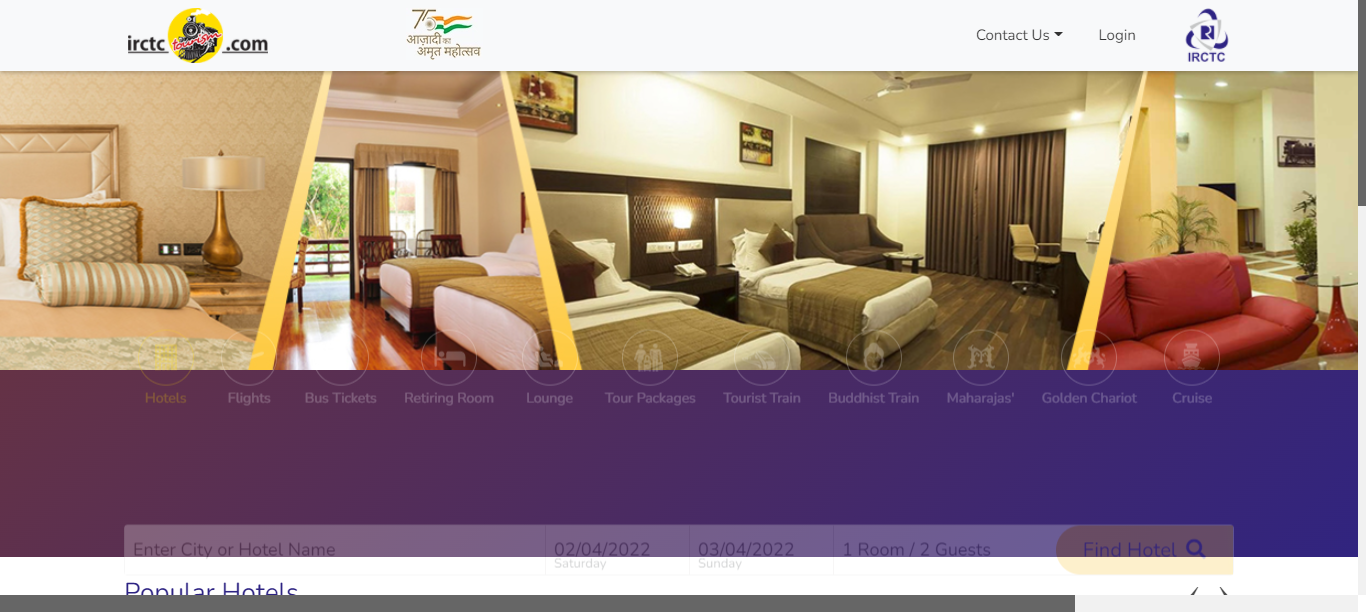 irctc tourism .com
75
आज़ादी का
अमृत महोत्सव
Contact Us
Login
IRCTC
Hotels
Flights
Bus Tickets
Retiring Room
Lounge
Tour Packages
Tourist Train
Buddhist Train
Maharajas'
Golden Chariot
Cruise
Enter City or Hotel Name
02/04/2022
Saturday
03/04/2022
Sunday
1 Room / 2 Guests
Find Hotel
Popular Hotels